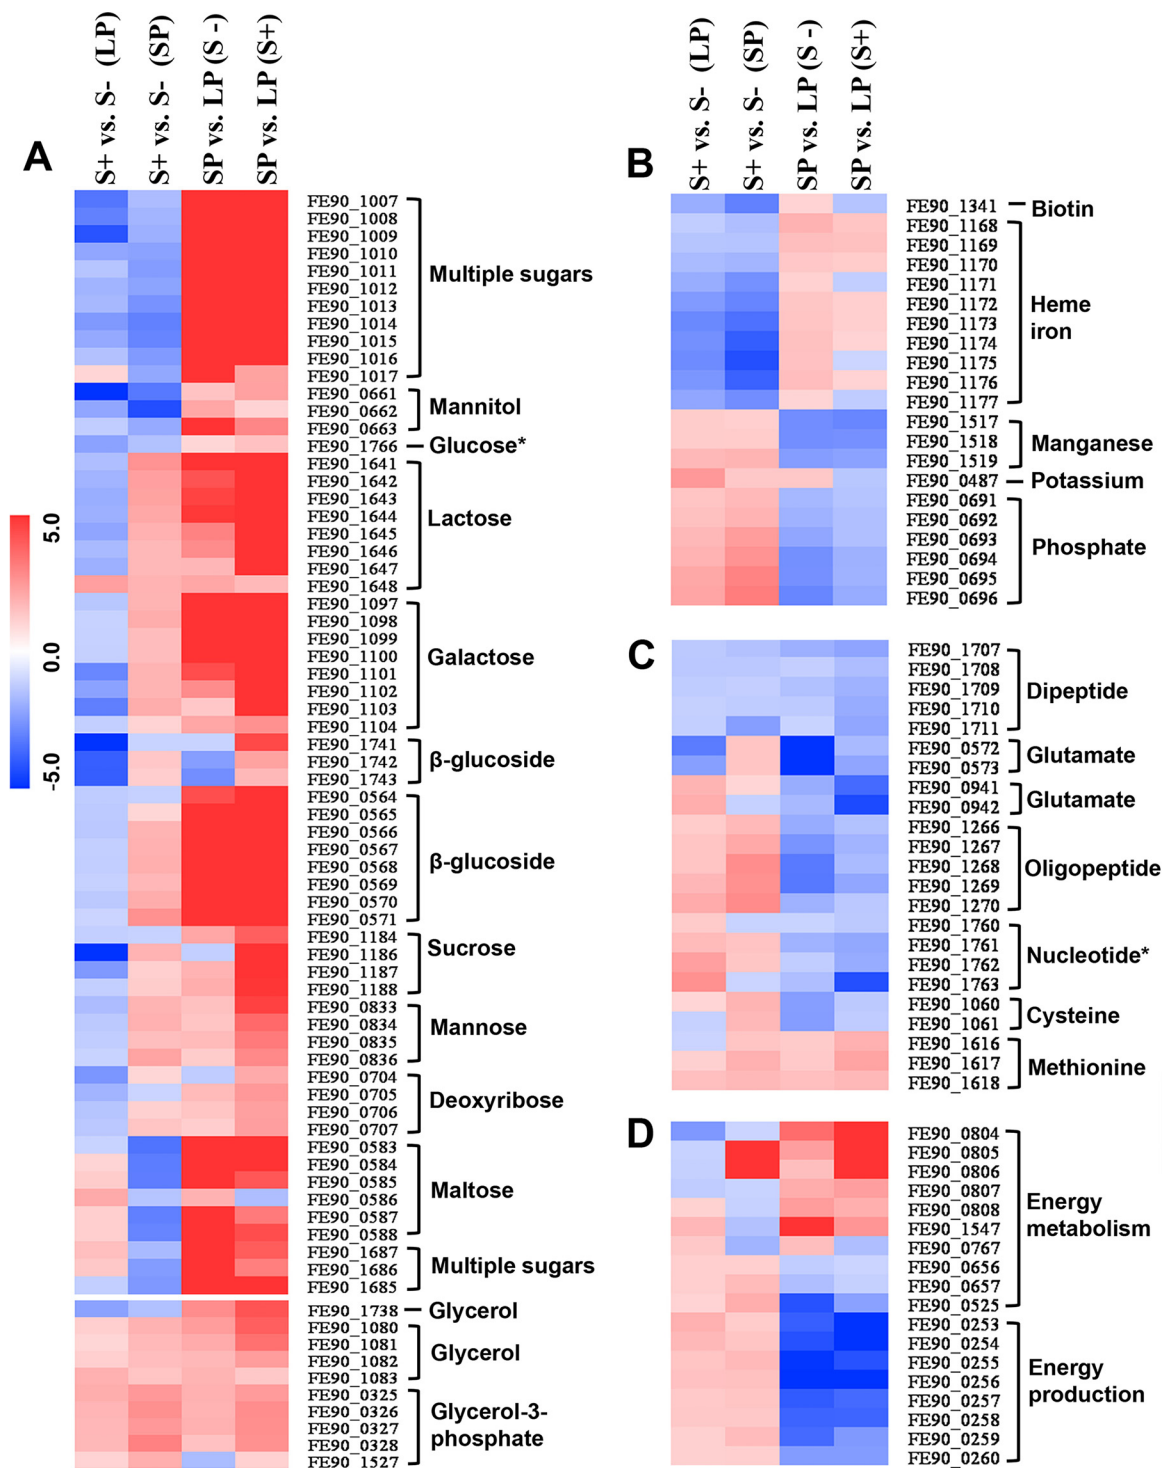 A
S+ vs. S- (LP)
S+ vs. S- (SP)
SP vs. LP (S -)
SP vs. LP (S+)
5.0
0.0
-5.0
FE90_1007
FE90_1008
FE90_1009
FE90_1010
FE90_1011
FE90_1012
FE90_1013
FE90_1014
FE90_1015
FE90_1016
FE90_1017
Multiple sugars
FE90_0661
FE90_0662
FE90_0663
Mannitol
FE90_1766
Glucose*
FE90_1641
FE90_1642
FE90_1643
FE90_1644
FE90_1645
FE90_1646
FE90_1647
FE90_1648
Lactose
FE90_1097
FE90_1098
FE90_1099
FE90_1100
FE90_1101
FE90_1102
FE90_1103
FE90_1104
Galactose
FE90_1741
FE90_1742
FE90_1743
β-glucoside
FE90_0564
FE90_0565
FE90_0566
FE90_0567
FE90_0568
FE90_0569
FE90_0570
FE90_0571
β-glucoside
FE90_1184
FE90_1186
FE90_1187
FE90_1188
Sucrose
FE90_0833
FE90_0834
FE90_0835
FE90_0836
Mannose
FE90_0704
FE90_0705
FE90_0706
FE90_0707
Deoxyribose
FE90_0583
FE90_0584
FE90_0585
FE90_0586
FE90_0587
FE90_0588
Maltose
FE90_1687
FE90_1686
FE90_1685
Multiple sugars
FE90_1738
Glycerol
FE90_1080
FE90_1081
FE90_1082
FE90_1083
Glycerol
FE90_0325
FE90_0326
FE90_0327
FE90_0328
FE90_1527
Glycerol-3-
phosphate
B
S+ vs. S- (LP)
S+ vs. S- (SP)
SP vs. LP (S -)
SP vs. LP (S+)
FE90_1341
Biotin
FE90_1168
FE90_1169
FE90_1170
FE90_1171
FE90_1172
FE90_1173
FE90_1174
FE90_1175
FE90_1176
FE90_1177
Heme
iron
FE90_1517
FE90_1518
FE90_1519
Manganese
FE90_0487
Potassium
FE90_0691
FE90_0692
FE90_0693
FE90_0694
FE90_0695
FE90_0696
Phosphate
C
FE90_1707
FE90_1708
FE90_1709
FE90_1710
FE90_1711
Dipeptide
FE90_0572
FE90_0573
Glutamate
FE90_0941
FE90_0942
Glutamate
FE90_1266
FE90_1267
FE90_1268
FE90_1269
FE90_1270
Oligopeptide
FE90_1760
FE90_1761
FE90_1762
FE90_1763
Nucleotide*
FE90_1060
FE90_1061
Cysteine
FE90_1616
FE90_1617
FE90_1618
Methionine
D
FE90_0804
FE90_0805
FE90_0806
FE90_0807
FE90_0808
FE90_1547
FE90_0767
FE90_0656
FE90_0657
FE90_0525
Energy
metabolism
FE90_0253
FE90_0254
FE90_0255
FE90_0256
FE90_0257
FE90_0258
FE90_0259
FE90_0260
Energy
production